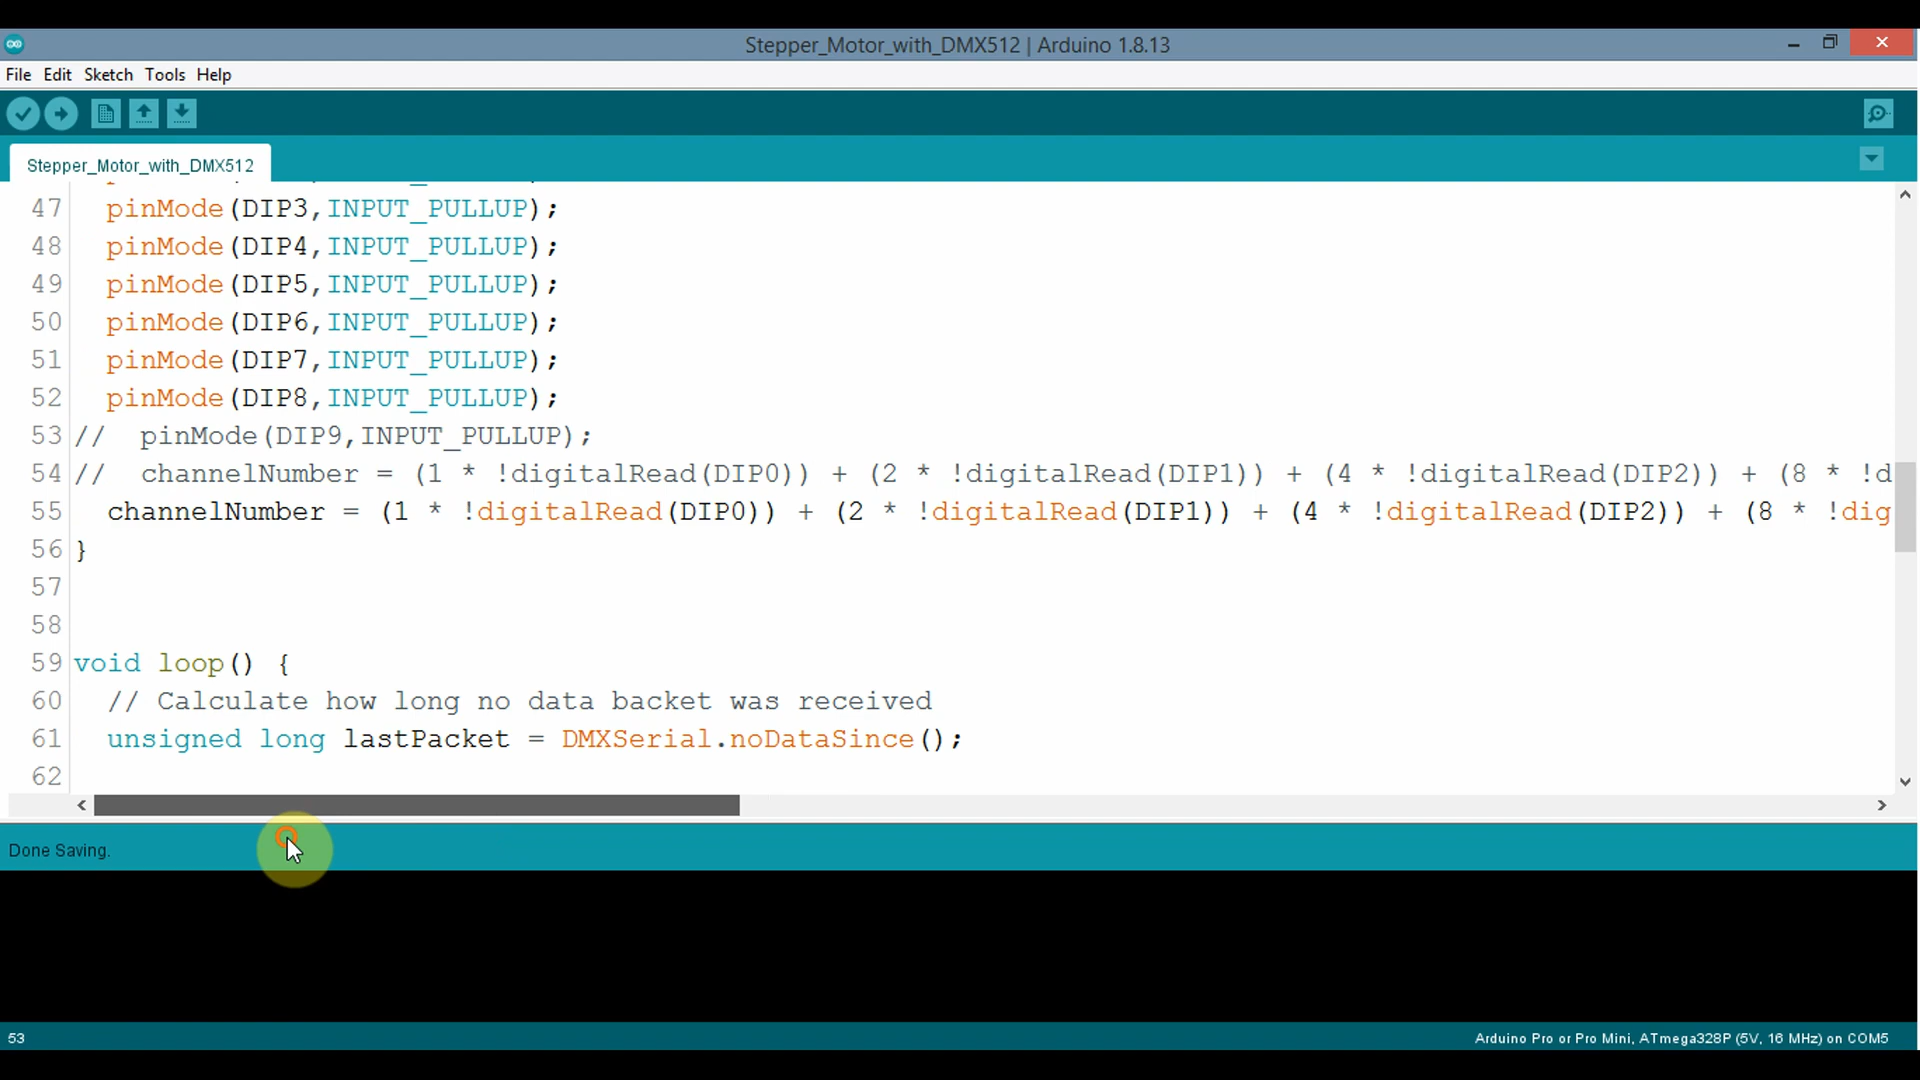 Stepper_Motor_with_DMX512 | Arduino 1.8.13
File Edit Sketch Tools Help
Stepper_Motor_with_DMX512
47 pinMode(DIP3,INPUT_PULLUP);
48 pinMode(DIP4,INPUT_PULLUP);
49 pinMode(DIP5,INPUT_PULLUP);
50 pinMode(DIP6,INPUT_PULLUP);
51 pinMode(DIP7,INPUT_PULLUP);
52 pinMode(DIP8,INPUT_PULLUP);
53 // pinMode(DIP9,INPUT_PULLUP);
54 // channelNumber = (1 * !digitalRead(DIP0)) + (2 * !digitalRead(DIP1)) + (4 * !digitalRead(DIP2)) + (8 * !d
55 channelNumber = (1 * !digitalRead(DIP0)) + (2 * !digitalRead(DIP1)) + (4 * !digitalRead(DIP2)) + (8 * !dig
56 }
57
58
59 void loop() {
60 // Calculate how long no data backet was received
61 unsigned long lastPacket = DMXSerial.noDataSince();
62
Done Saving.
53
Arduino Pro or Pro Mini, ATmega328P (5V, 16 MHz) on COM5